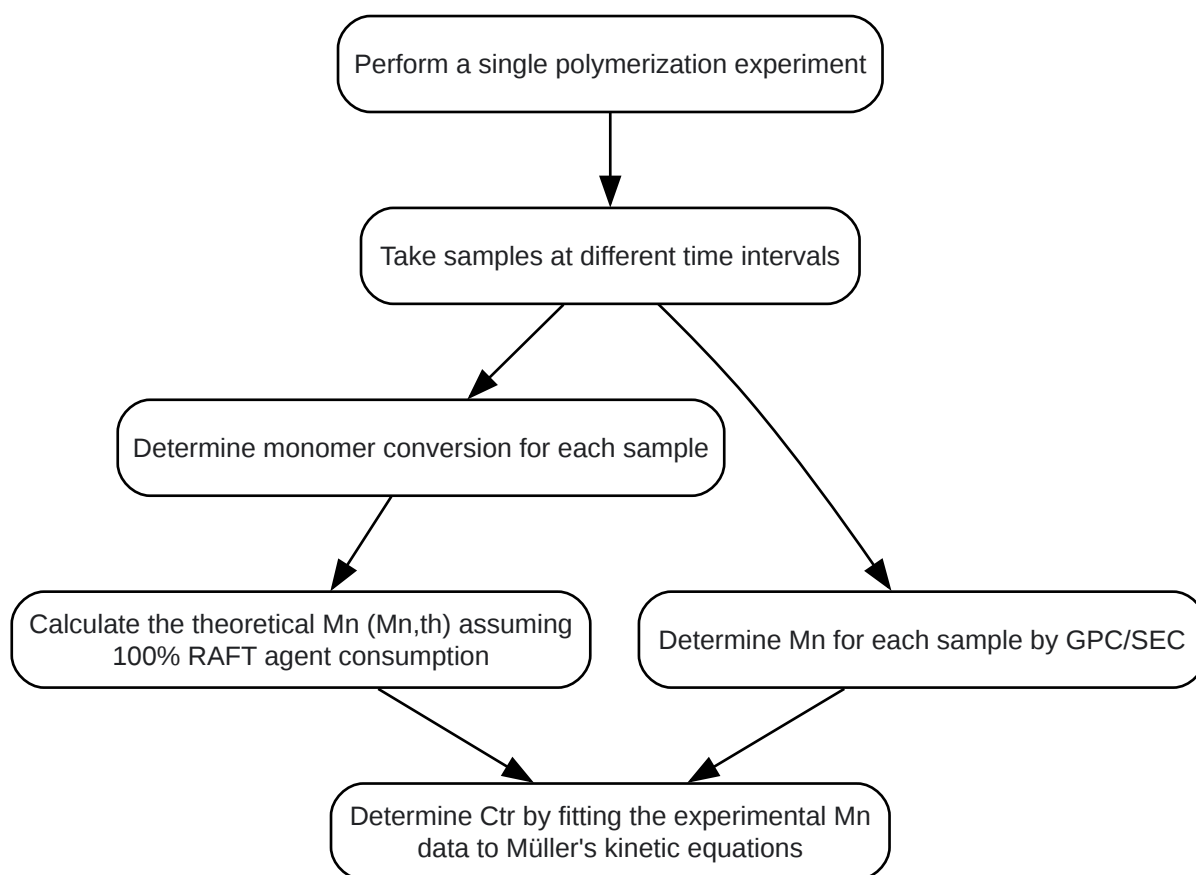 Perform a single polymerization experiment
Take samples at different time intervals
Determine monomer conversion for each sample
Calculate the theoretical Mn (Mn,th) assuming
100% RAFT agent consumption
Determine Mn for each sample by GPC/SEC
Determine Ctr by fitting the experimental Mn
data to Müller's kinetic equations